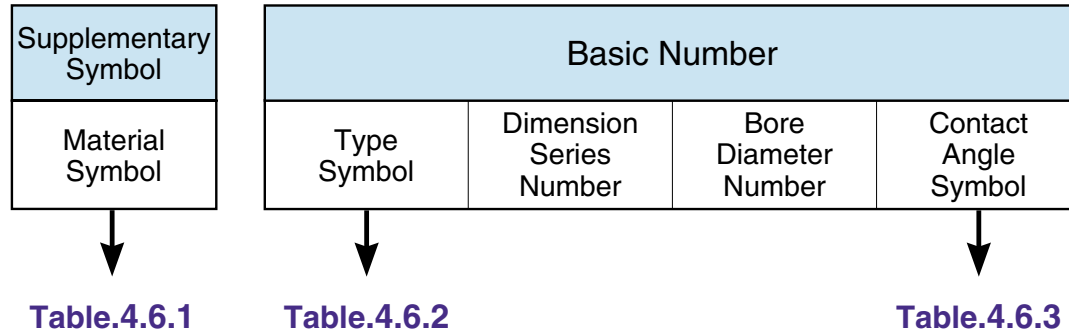 Supplementary
Symbol
Basic Number
Material
Symbol
Type
Symbol
Dimension
Series
Number
Bore
Diameter
Number
Contact
Angle
Symbol
Table.4.6.1
Table.4.6.2
Table.4.6.3